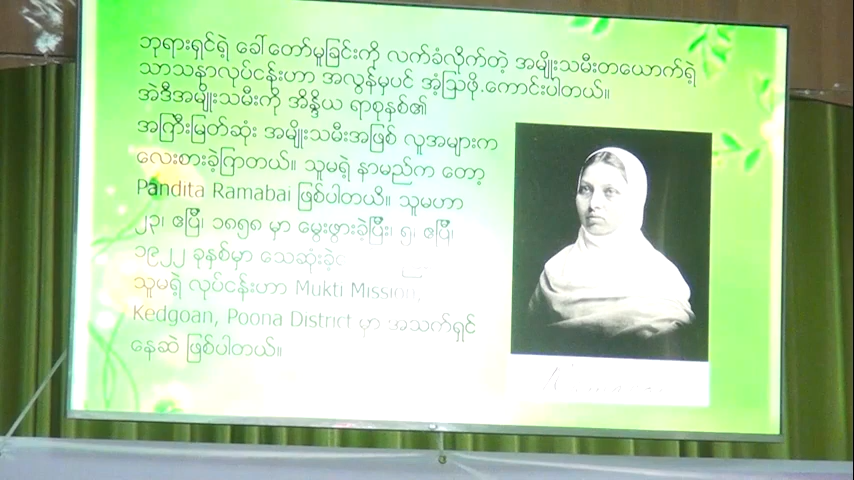 ဘုရားရှင်ရဲ့ ခေါ်တော်မူခြင်းကို လက်ခံလိုက်တဲ့ အမျိုးသမီးတယောက်ရဲ့
သာသနာလုပ်ငန်းဟာ အလွန်မှပင် အံ့ဩဖို့ ကောင်းပါတယ်။
အဲဒီအမျိုးသမီးကို အိန္ဒိယ ရာစုနှစ်၏
အကြီးမြတ်ဆုံး အမျိုးသမီးအဖြစ် လူအများက
လေးစားခဲ့ကြာတယ်။ သူမရဲ့ နာမည်က တော့
Pandita Ramabai ဖြစ်ပါတယ်။ သူမဟာ
၂၃၊ ဧပြီ၊ ၁၈၅၈ မှာ မွေးဖွားခဲ့ပြီး၊ ၅၊ ဧပြီ၊
၁၉၂၂ ခုနှစ်မှာ သေဆုံးခဲ့
သူမရဲ့ လုပ်ငန်းဟာ Mukti Mission,
Kedgoan, Poona District မှာ အသက်ရှင်
နေဆဲ ဖြစ်ပါတယ်။